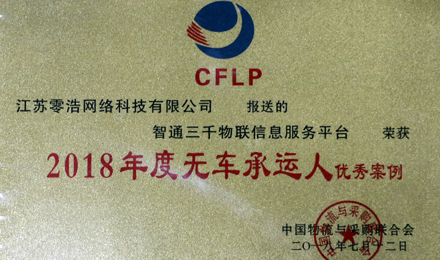 CFLP
江苏零浩网络科技有限公司 报送的
智通三千物联信息服务平台 荣获
2018年度无车承运人优秀案例
中国物流与采购联合会
二〇一八年七月十二日